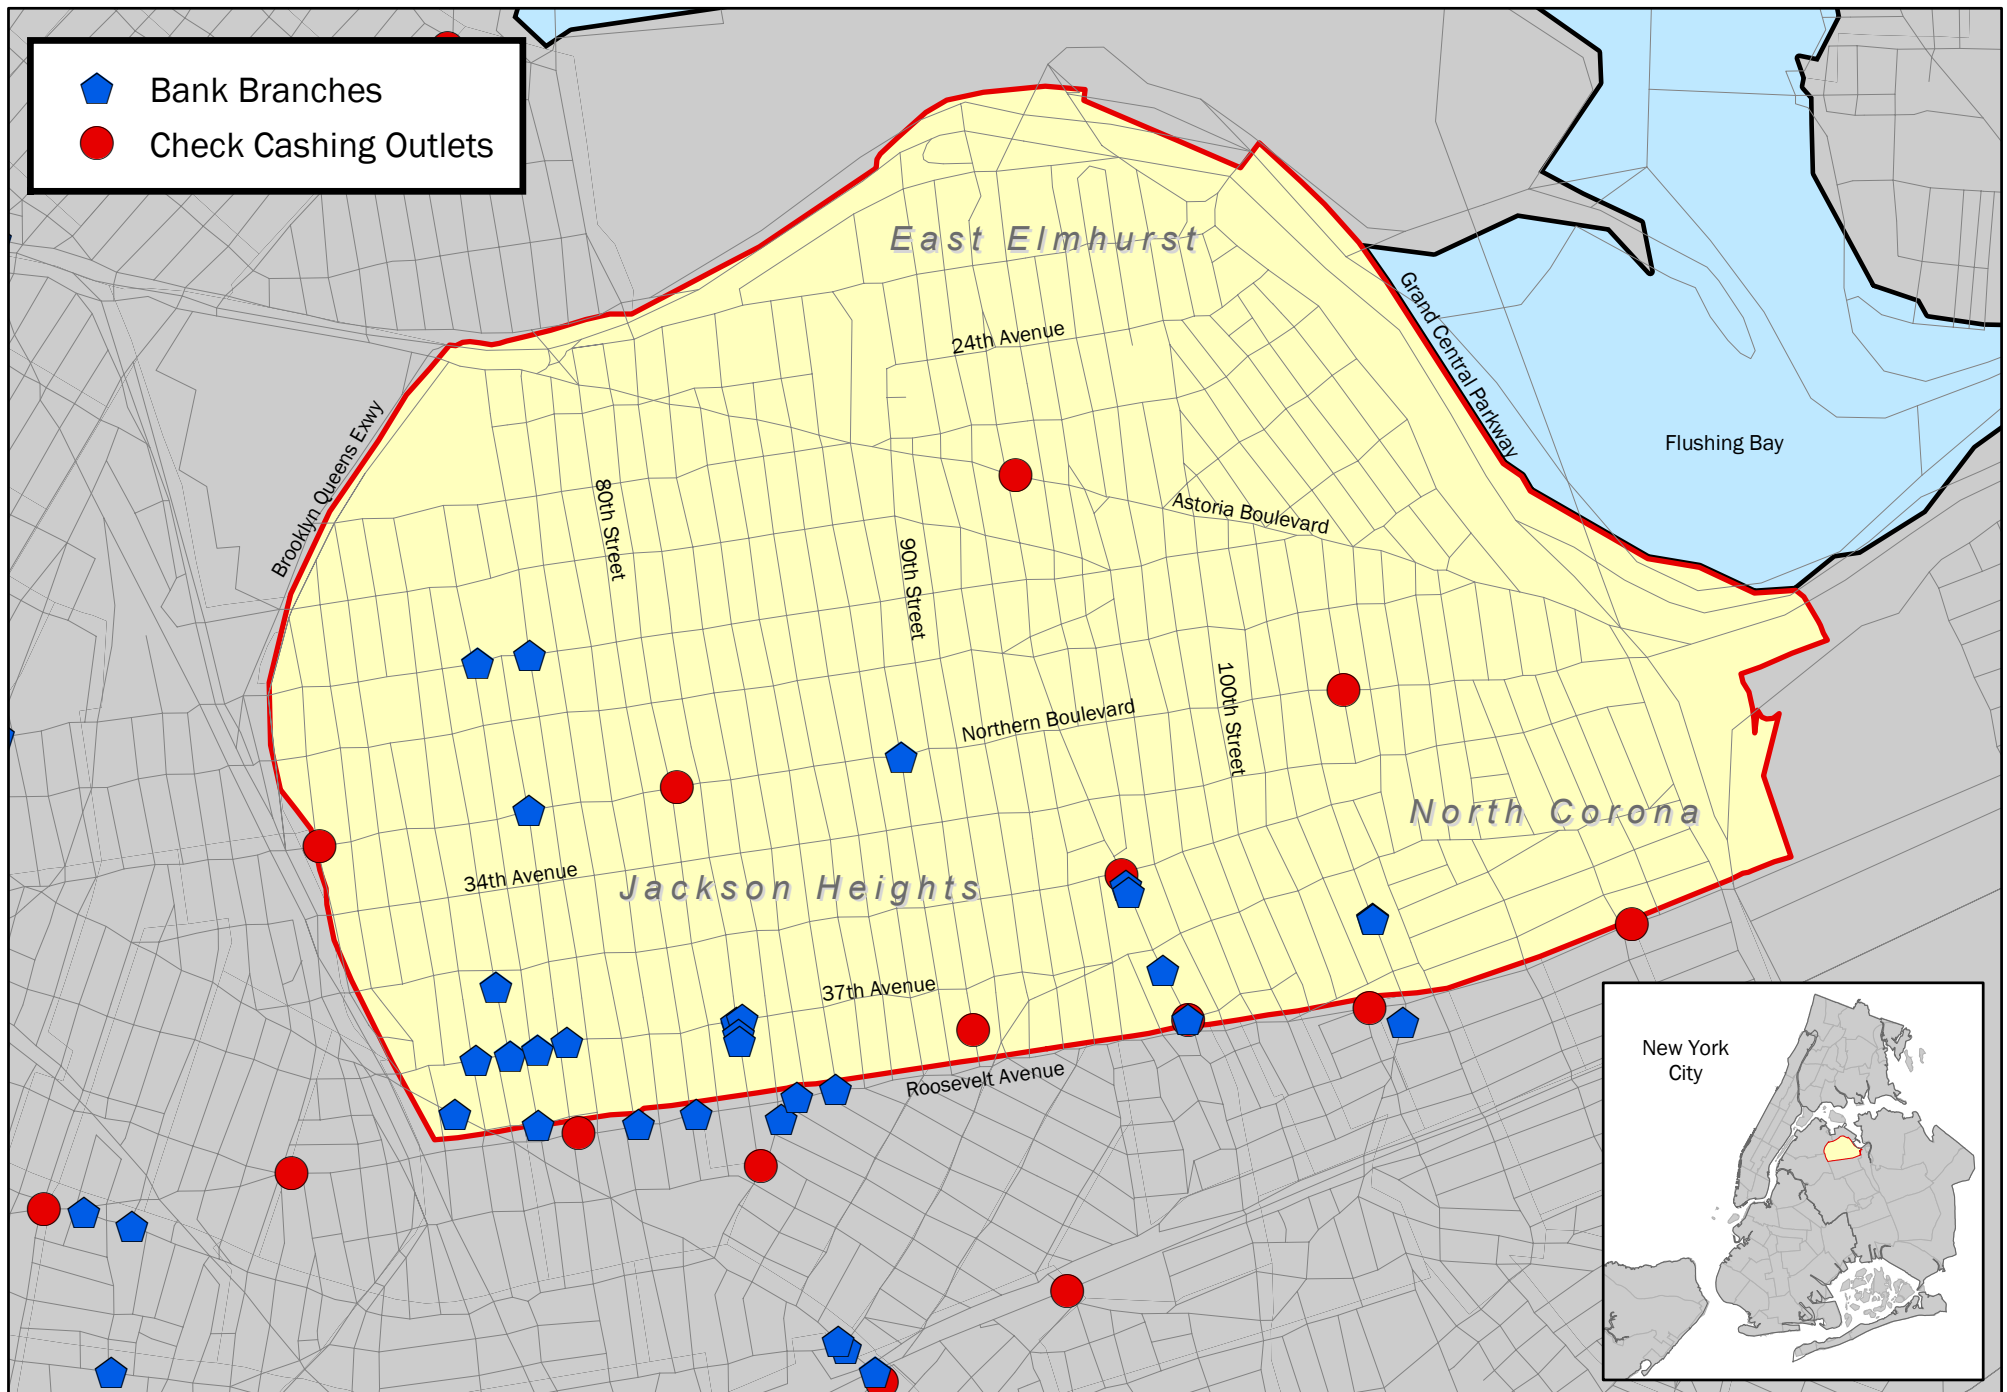 Bank Branches
Check Cashing Outlets
East Elmhurst
24th Avenue
Grand Central Parkway
Brooklyn Queens Exwy
Flushing Bay
80th Street
Astoria Boulevard
90th Street
100th Street
Northern Boulevard
North Corona
34th Avenue
Jackson Heights
37th Avenue
Roosevelt Avenue
New York
City